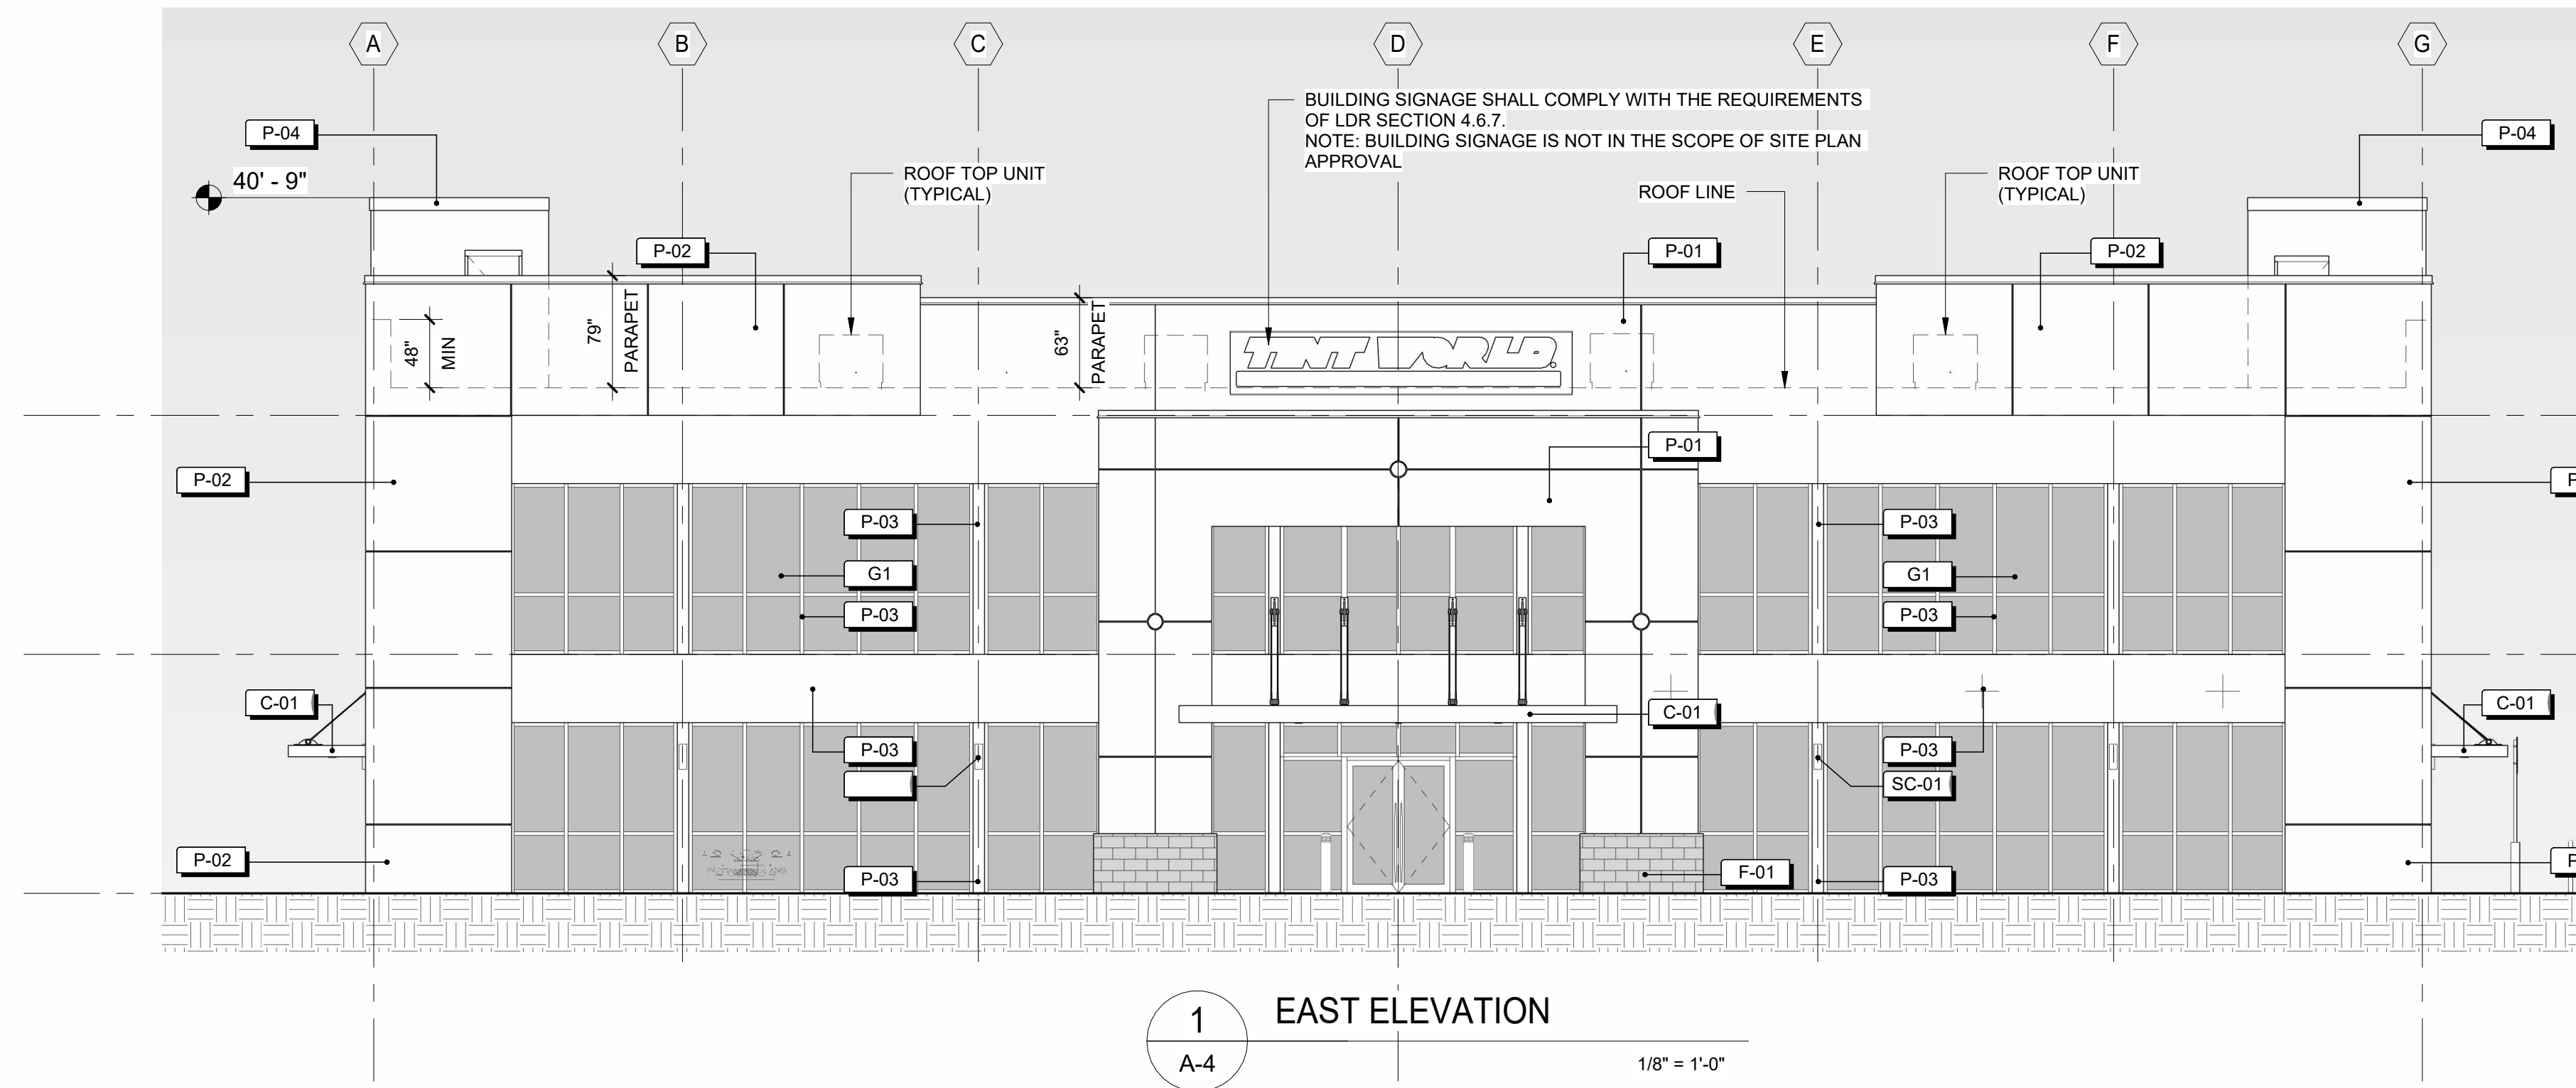 A B C D E F G
BUILDING SIGNAGE SHALL COMPLY WITH THE REQUIREMENTS
OF LDR SECTION 4.6.7.
NOTE: BUILDING SIGNAGE IS NOT IN THE SCOPE OF SITE PLAN
APPROVAL
P-04
P-04
40' - 9"
ROOF TOP UNIT
(TYPICAL)
ROOF LINE
ROOF TOP UNIT
(TYPICAL)
P-02
P-01
P-02
48"
MIN
79"
PARAPET
63"
PARAPET
TINT WORLD
P-02
P-01
P-03
P-03
G1
G1
P-03
P-03
C-01
C-01
C-01
P-03
P-03
SC-01
P-02
P-03
F-01
P-03
1
EAST ELEVATION
A-4
1/8" = 1'-0"